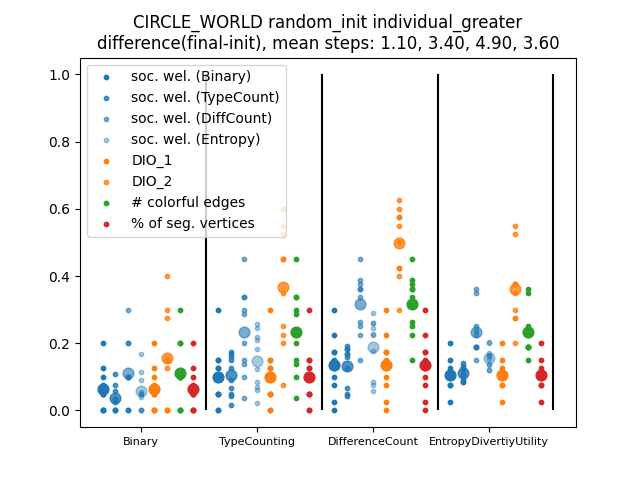 CIRCLE_WORLD random_init individual_greater
difference(final-init), mean steps: 1.10, 3.40, 4.90, 3.60
1.0
0.8
0.6
0.4
0.2
0.0
soc. wel. (Binary)
soc. wel. (TypeCount)
soc. wel. (DiffCount)
soc. wel. (Entropy)
DIO_1
DIO_2
# colorful edges
% of seg. vertices
Binary
TypeCounting
DifferenceCount
EntropyDivertiyUtility